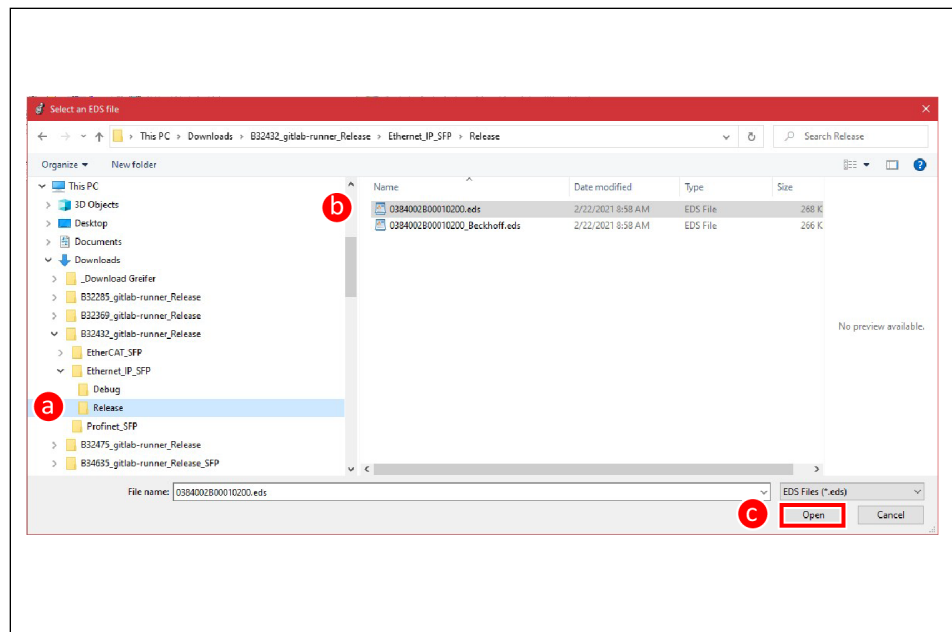 Select an EDS file
This PC > Downloads > B32432_gitlab-runner_Release > Ethernet_IP_SFP > Release
Search Release
Organize New folder
This PC
3D Objects
Desktop
Documents
Downloads
_Download Greifer
B32285_gitlab-runner_Release
B32369_gitlab-runner_Release
B32432_gitlab-runner_Release
EtherCAT_SFP
Ethernet_IP_SFP
Debug
a Release
Profinet_SFP
B32475_gitlab-runner_Release
B34635_gitlab-runner_Release_SFP
Name Date modified Type Size
b 0384002B00010200.eds 2/22/2021 8:58 AM EDS File 268 K
0384002B00010200_Beckhoff.eds 2/22/2021 8:58 AM EDS File 266 K
No preview available.
File name: 0384002B00010200.eds EDS Files (*.eds)
c Open Cancel